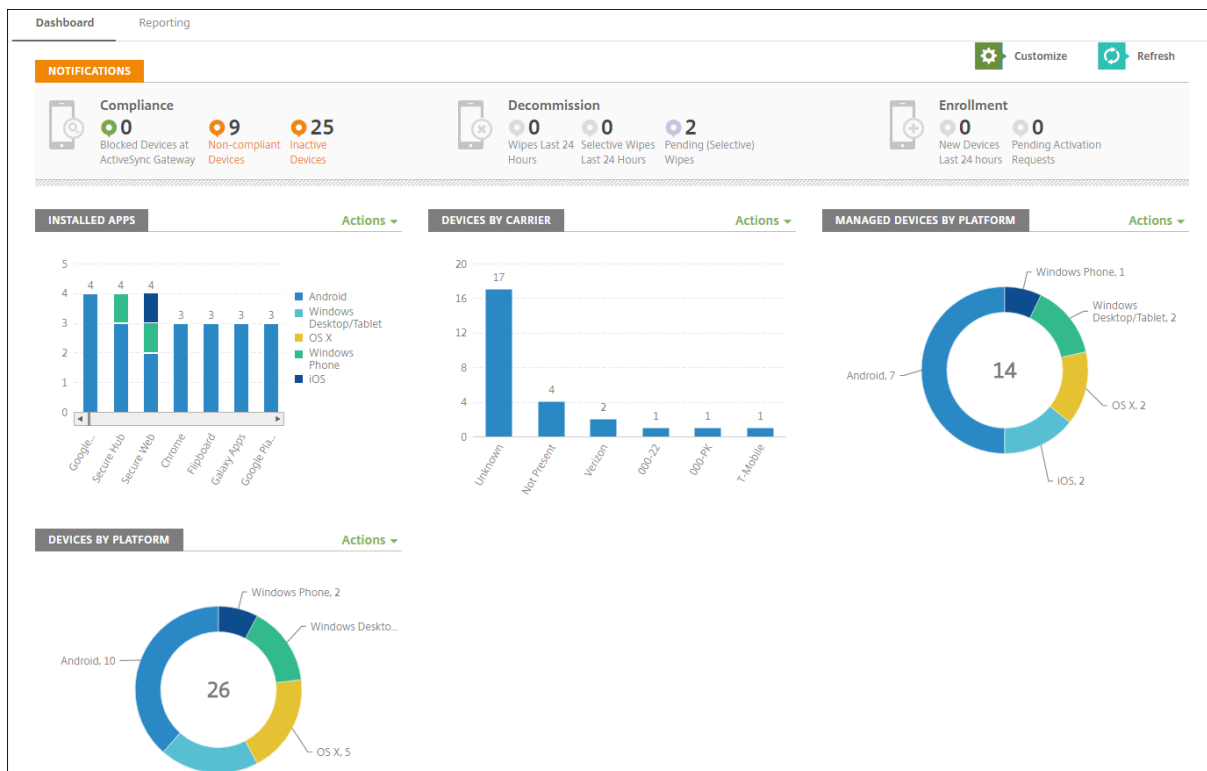 Dashboard
Reporting
Customize
Refresh
NOTIFICATIONS
Compliance
0
Blocked Devices at
ActiveSync Gateway
9
Non-compliant
Devices
25
Inactive
Devices
Decommission
0
Wipes Last 24
Hours
0
Selective Wipes
Last 24 Hours
2
Pending (Selective)
Wipes
Enrollment
0
New Devices
Last 24 hours
0
Pending Activation
Requests
INSTALLED APPS
Actions
5
4
3
2
1
0
4
4
4
3
3
3
3
Google...
Secure Hub
Secure Web
Chrome
Flipboard
Galaxy Apps
Google Pla...
Android
Windows
Desktop/Tablet
OS X
Windows
Phone
iOS
DEVICES BY CARRIER
Actions
20
16
12
8
4
0
17
4
2
1
1
1
Unknown
Not Present
Verizon
000-22
000-PK
T-Mobile
MANAGED DEVICES BY PLATFORM
Actions
Windows Phone, 1
Windows
Desktop/Tablet, 2
Android, 7
14
OS X, 2
iOS, 2
DEVICES BY PLATFORM
Actions
Windows Phone, 2
Windows Deskto...
Android, 10
26
OS X, 5